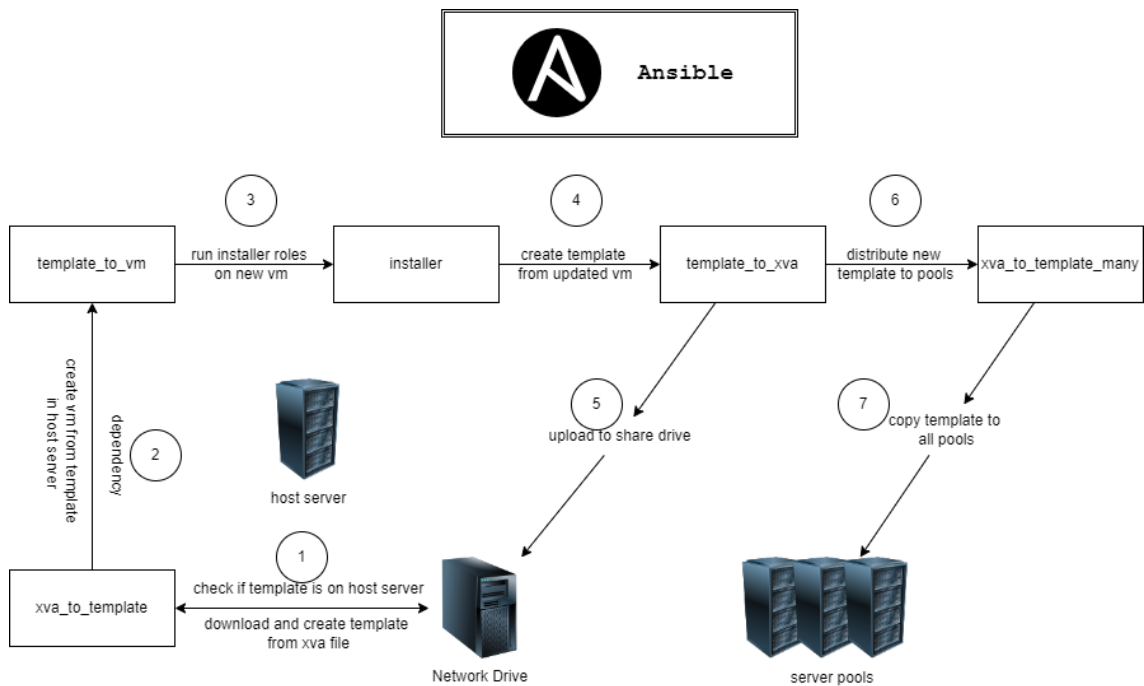 Ansible
3
4
6
template_to_vm
run installer roles
on new vm
installer
create template
from updated vm
template_to_xva
distribute new
template to pools
xva_to_template_many
create vm from template
in host server
dependency
2
host server
5
upload to share drive
7
copy template to
all pools
1
check if template is on host server
xva_to_template
download and create template
from xva file
Network Drive
server pools